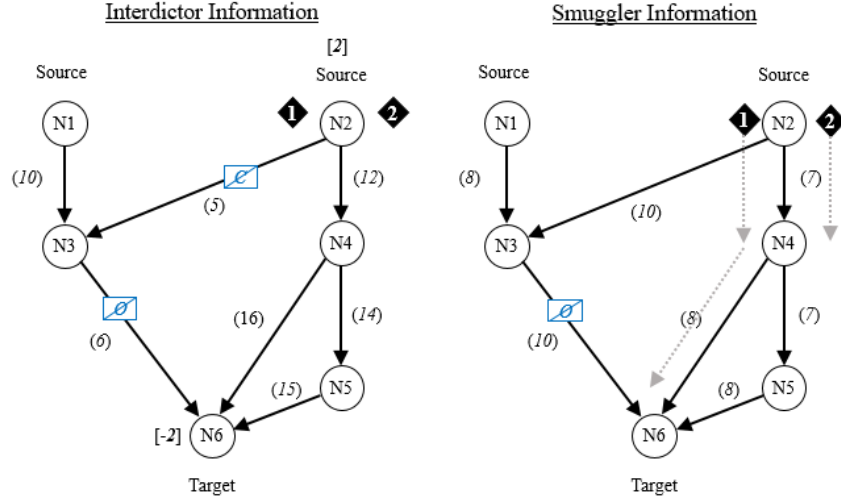 Interdictor Information
[2]
Source
Source
N1
1
N2
2
C
(10)
(12)
(5)
N3
N4
O
(16)
(14)
(6)
(15)
N5
[-2]
N6
Target
Smuggler Information
Source
Source
N1
1
N2
2
(8)
(7)
(10)
N3
N4
O
(8)
(7)
(10)
(8)
N5
N6
Target